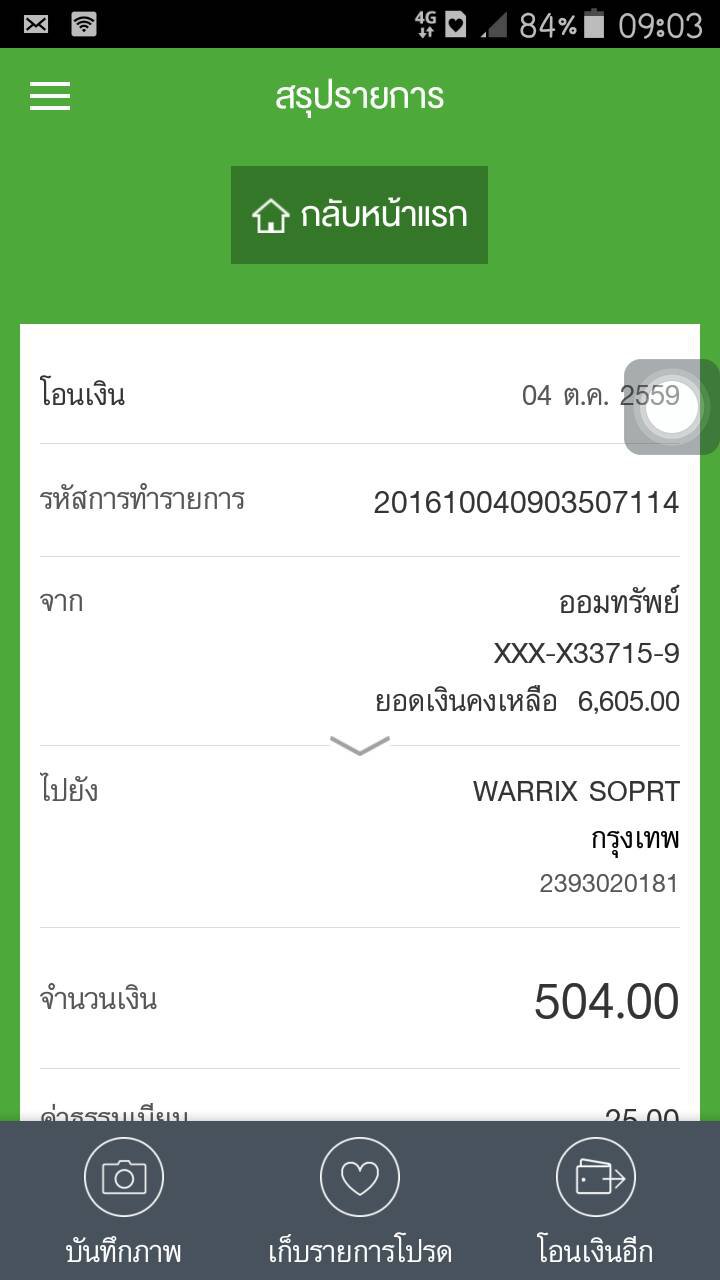 4G 84% 09:03
สรุปรายการ
กลับหน้าแรก
โอนเงิน 04 ต.ค. 2559
รหัสการทำรายการ 201610040903507114
จาก ออมทรัพย์
XXX-X33715-9
ยอดเงินคงเหลือ 6,605.00
ไปยัง WARRIX SOPRT
กรุงเทพ
2393020181
จำนวนเงิน 504.00
ค่าธรรมเนียม 25.00
บันทึกภาพ เก็บรายการโปรด โอนเงินอีก